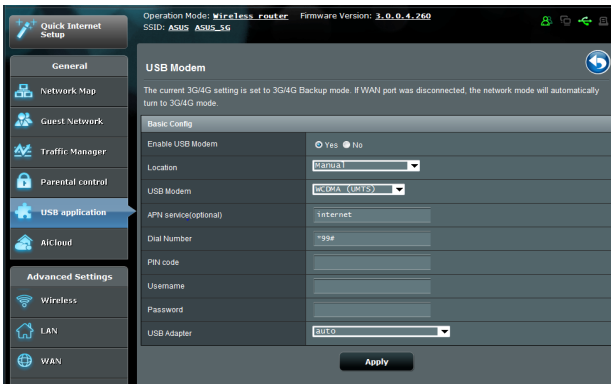 Quick Internet
Setup
Operation Mode: Wireless router Firmware Version: 3.0.0.4.260
SSID: ASUS ASUS_5G
General
Network Map
Guest Network
Traffic Manager
Parental control
USB application
AiCloud
Advanced Settings
Wireless
LAN
WAN
USB Modem
The current 3G/4G setting is set to 3G/4G Backup mode. If WAN port was disconnected, the network mode will automatically
turn to 3G/4G mode.
Basic Config
Enable USB Modem Yes No
Location Manual
USB Modem WCDMA (UMTS)
APN service(optional) internet
Dial Number *99#
PIN code
Username
Password
USB Adapter auto
Apply